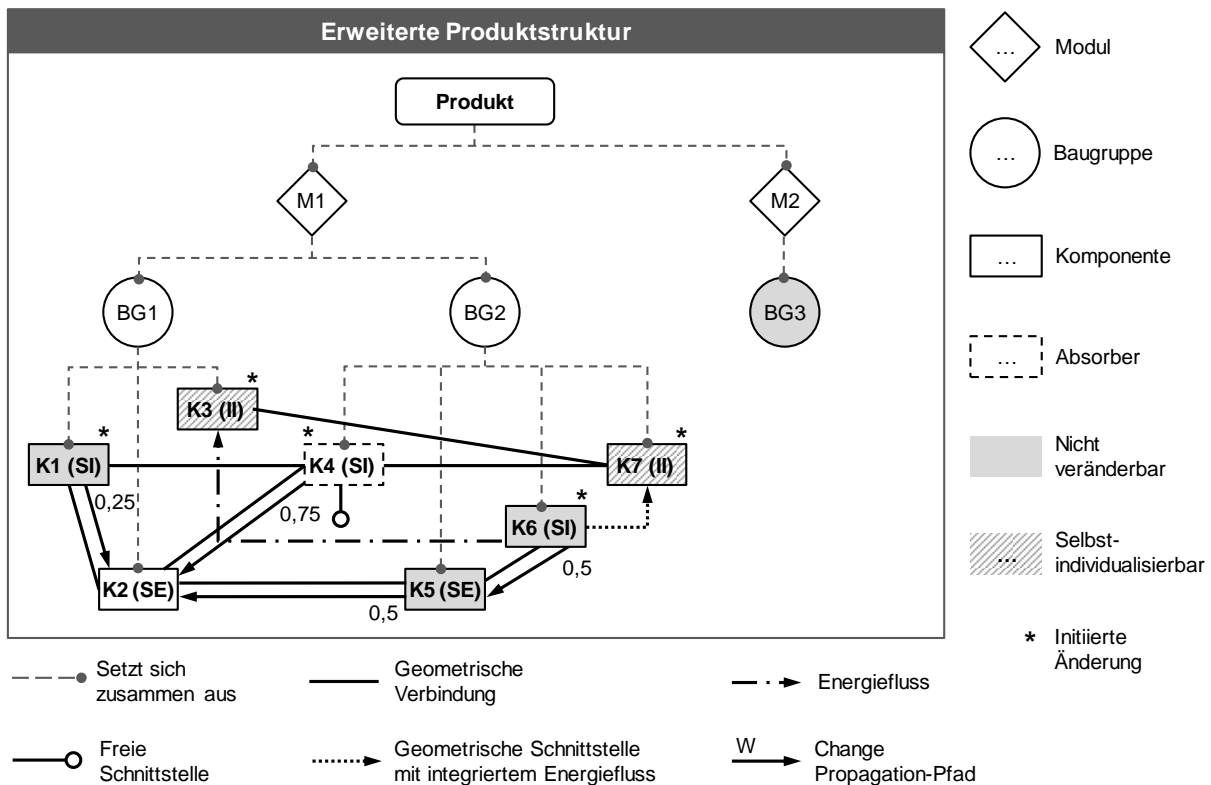 Erweiterte Produktstruktur
Produkt
M1
M2
BG1
BG2
BG3
*
K3 (II)
*
K1 (SI)
*
K4 (SI)
*
K7 (II)
0,25
0,75
*
K6 (SI)
0,5
K2 (SE)
K5 (SE)
0,5
...
Modul
...
Baugruppe
...
Komponente
...
Absorber
Nicht
veränderbar
...
Selbst-
individualisierbar
* Initiierte
Änderung
Setzt sich
zusammen aus
Geometrische
Verbindung
Energiefluss
Freie
Schnittstelle
Geometrische Schnittstelle
mit integriertem Energiefluss
W
Change
Propagation-Pfad